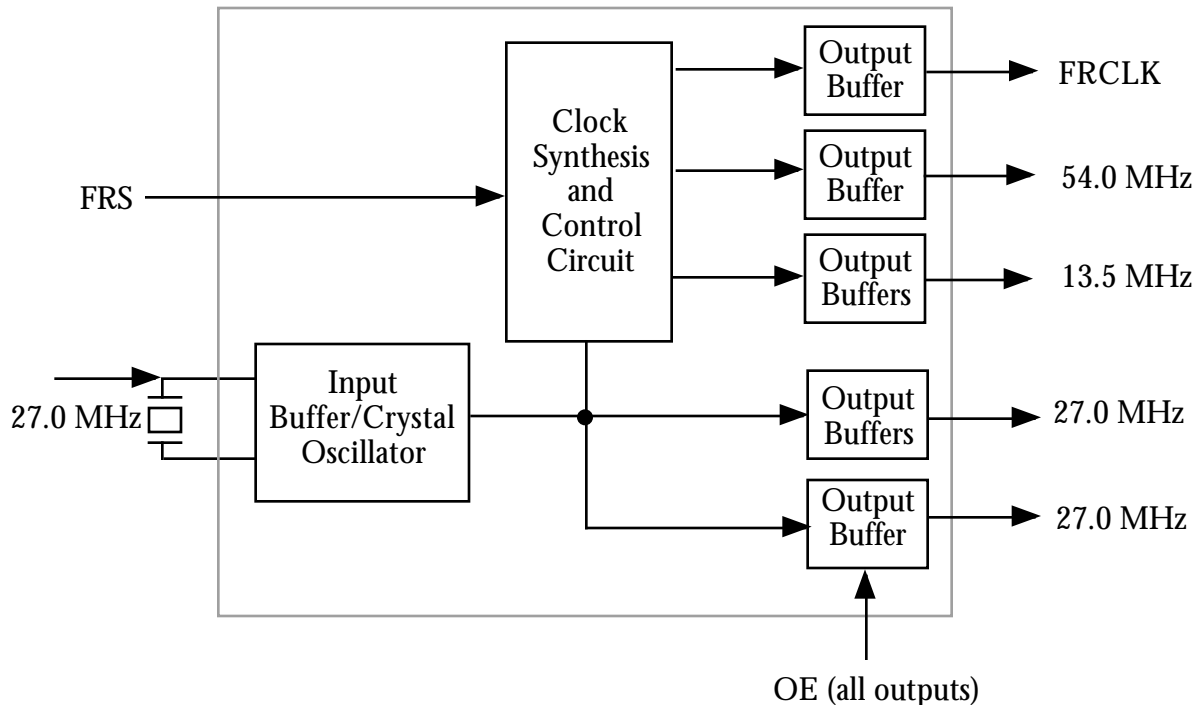 Output
Buffer
FRCLK
Clock
Synthesis
and
Control
Circuit
Output
Buffer
54.0 MHz
FRS
Output
Buffers
13.5 MHz
Input
Buffer/Crystal
Oscillator
27.0 MHz
Output
Buffers
27.0 MHz
Output
Buffer
27.0 MHz
OE (all outputs)